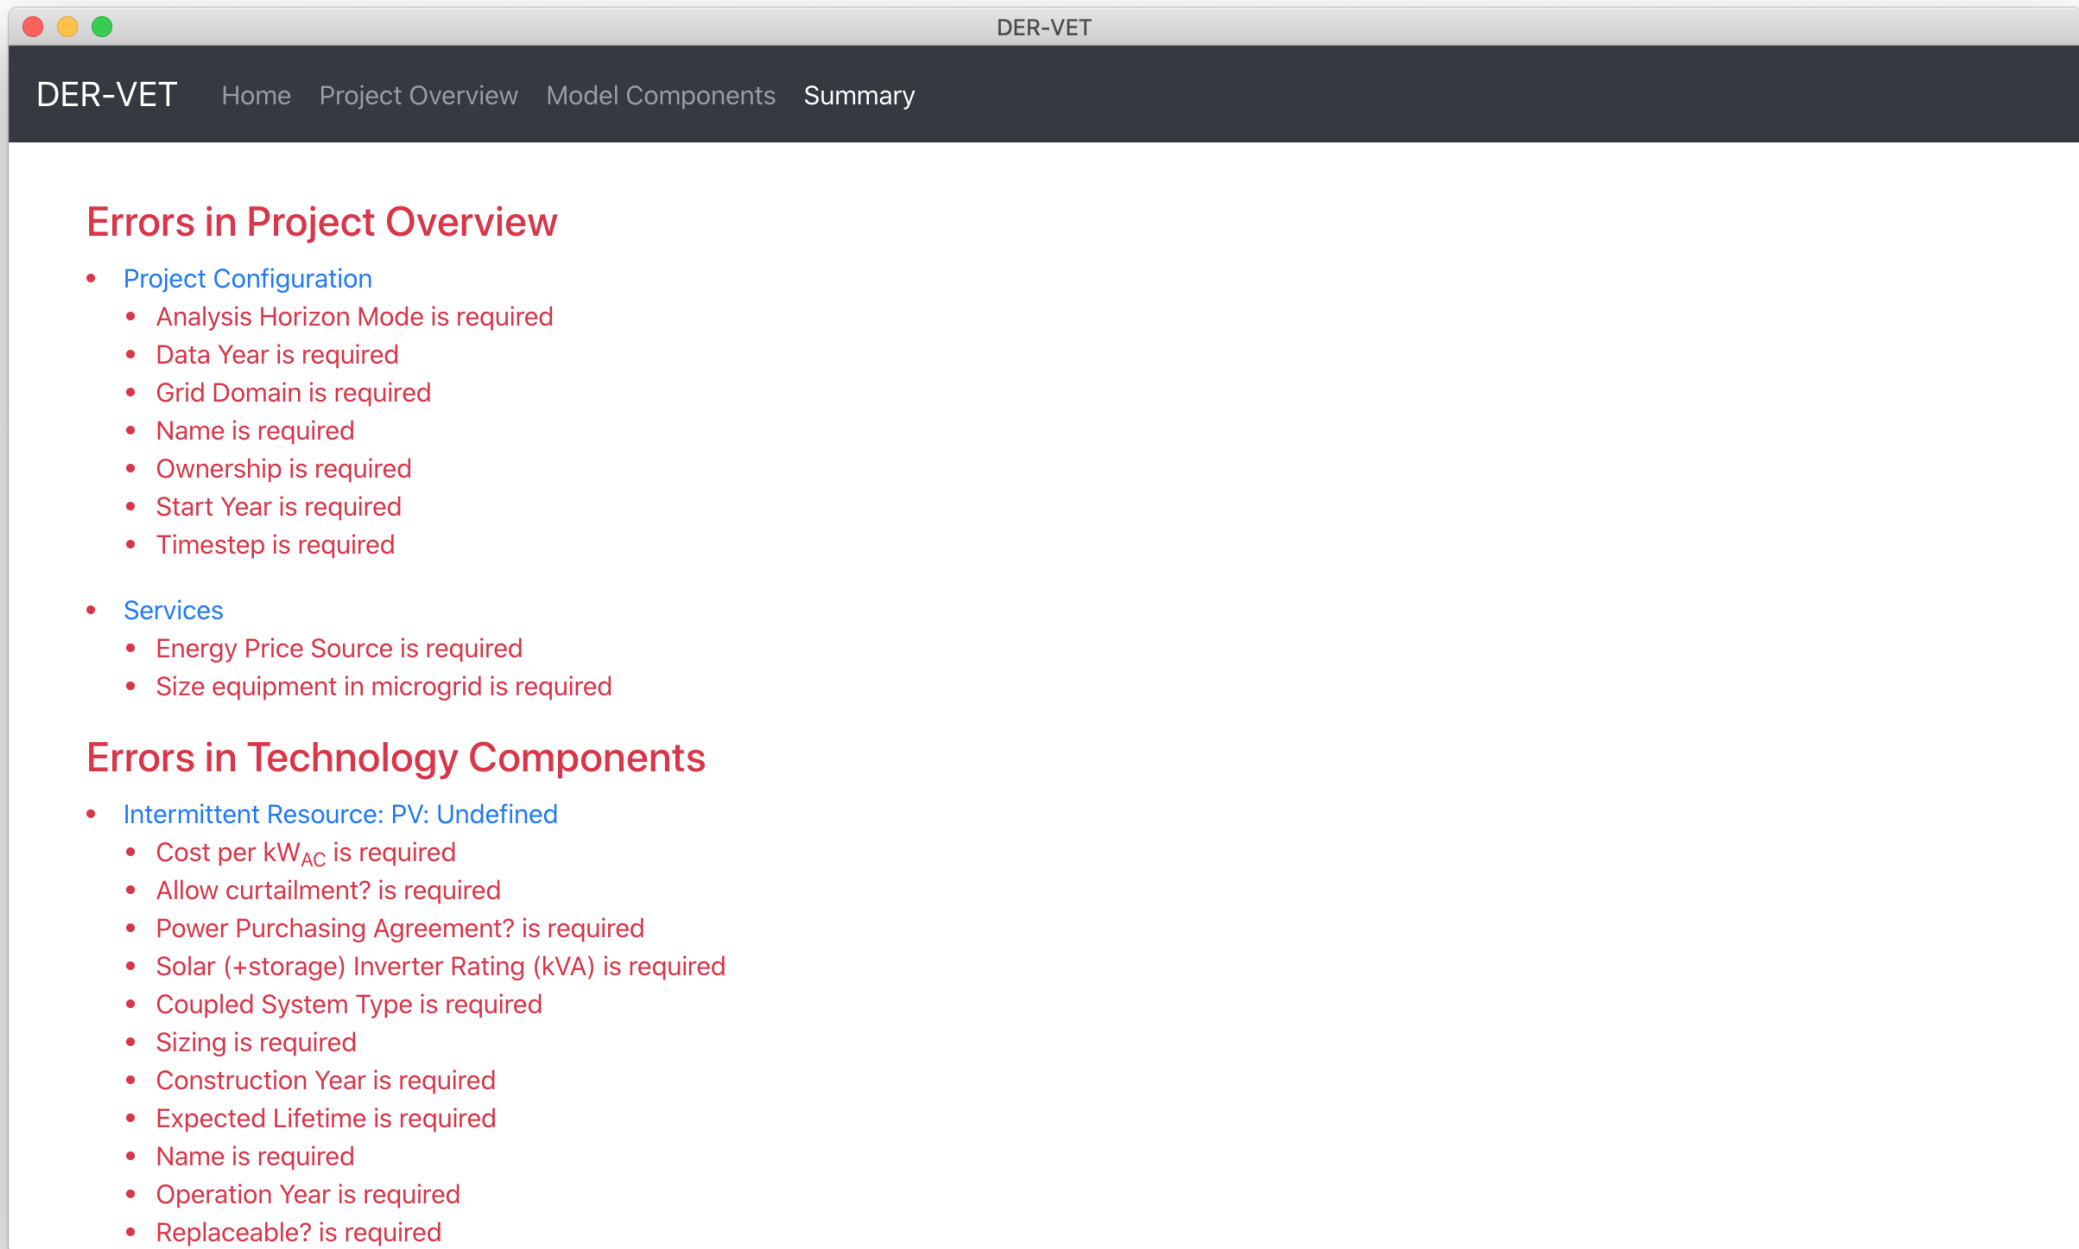 DER-VET
DER-VET Home Project Overview Model Components Summary
Errors in Project Overview
• Project Configuration
• Analysis Horizon Mode is required
• Data Year is required
• Grid Domain is required
• Name is required
• Ownership is required
• Start Year is required
• Timestep is required
• Services
• Energy Price Source is required
• Size equipment in microgrid is required
Errors in Technology Components
• Intermittent Resource: PV: Undefined
• Cost per kWAC is required
• Allow curtailment? is required
• Power Purchasing Agreement? is required
• Solar (+storage) Inverter Rating (kVA) is required
• Coupled System Type is required
• Sizing is required
• Construction Year is required
• Expected Lifetime is required
• Name is required
• Operation Year is required
• Replaceable? is required